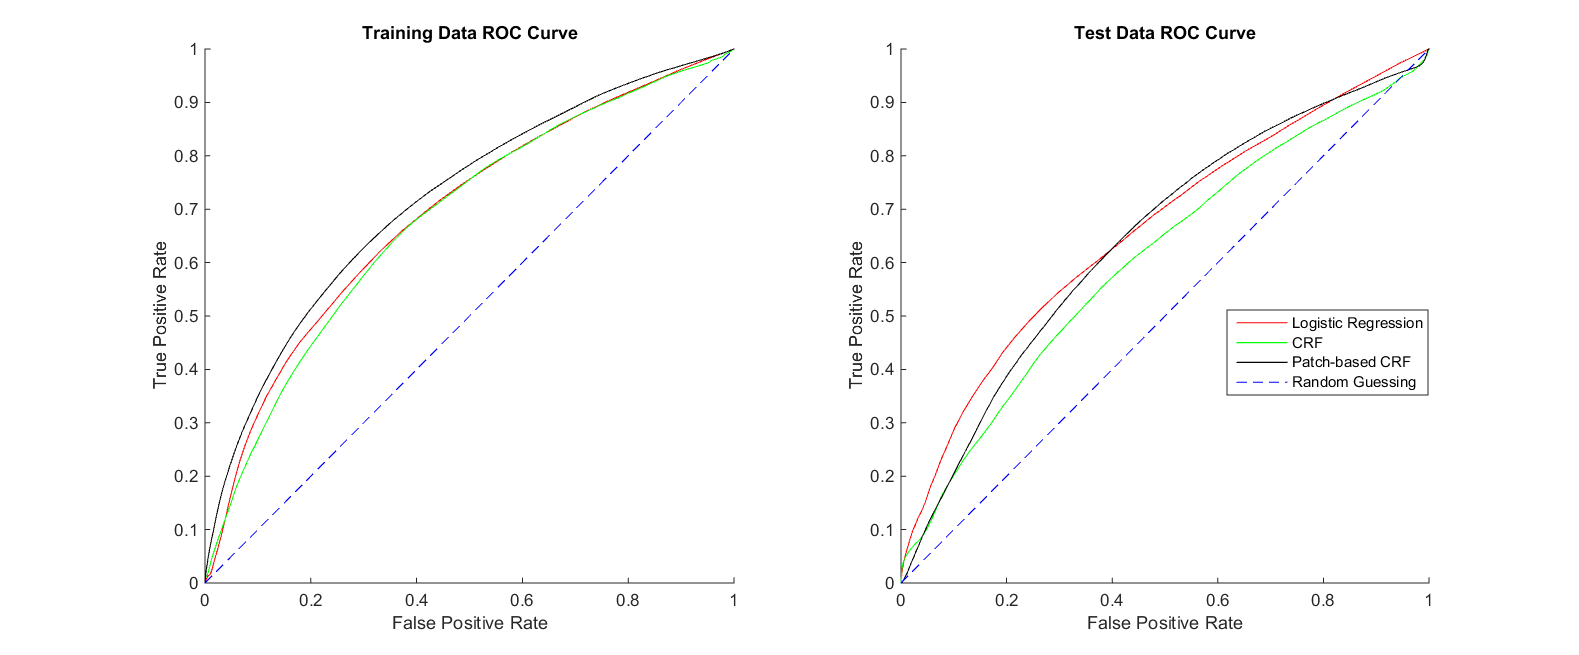 Training Data ROC Curve
1
0.9
0.8
0.7
0.6
0.5
0.4
0.3
0.2
0.1
0
True Positive Rate
0 0.2 0.4 0.6 0.8 1
False Positive Rate
Test Data ROC Curve
1
0.9
0.8
0.7
0.6
0.5
0.4
0.3
0.2
0.1
0
True Positive Rate
Logistic Regression
CRF
Patch-based CRF
Random Guessing
0 0.2 0.4 0.6 0.8 1
False Positive Rate